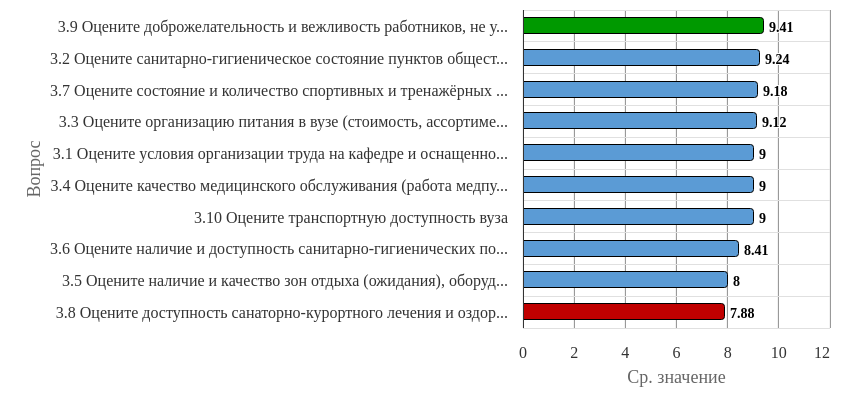 3.9 Оцените доброжелательность и вежливость работников, не у... 9.41
3.2 Оцените санитарно-гигиеническое состояние пунктов общест... 9.24
3.7 Оцените состояние и количество спортивных и тренажёрных ... 9.18
3.3 Оцените организацию питания в вузе (стоимость, ассортиме... 9.12
3.1 Оцените условия организации труда на кафедре и оснащенно... 9
3.4 Оцените качество медицинского обслуживания (работа медпу... 9
3.10 Оцените транспортную доступность вуза 9
3.6 Оцените наличие и доступность санитарно-гигиенических по... 8.41
3.5 Оцените наличие и качество зон отдыха (ожидания), оборуд... 8
3.8 Оцените доступность санаторно-курортного лечения и оздор... 7.88
Вопрос
0 2 4 6 8 10 12
Ср. значение